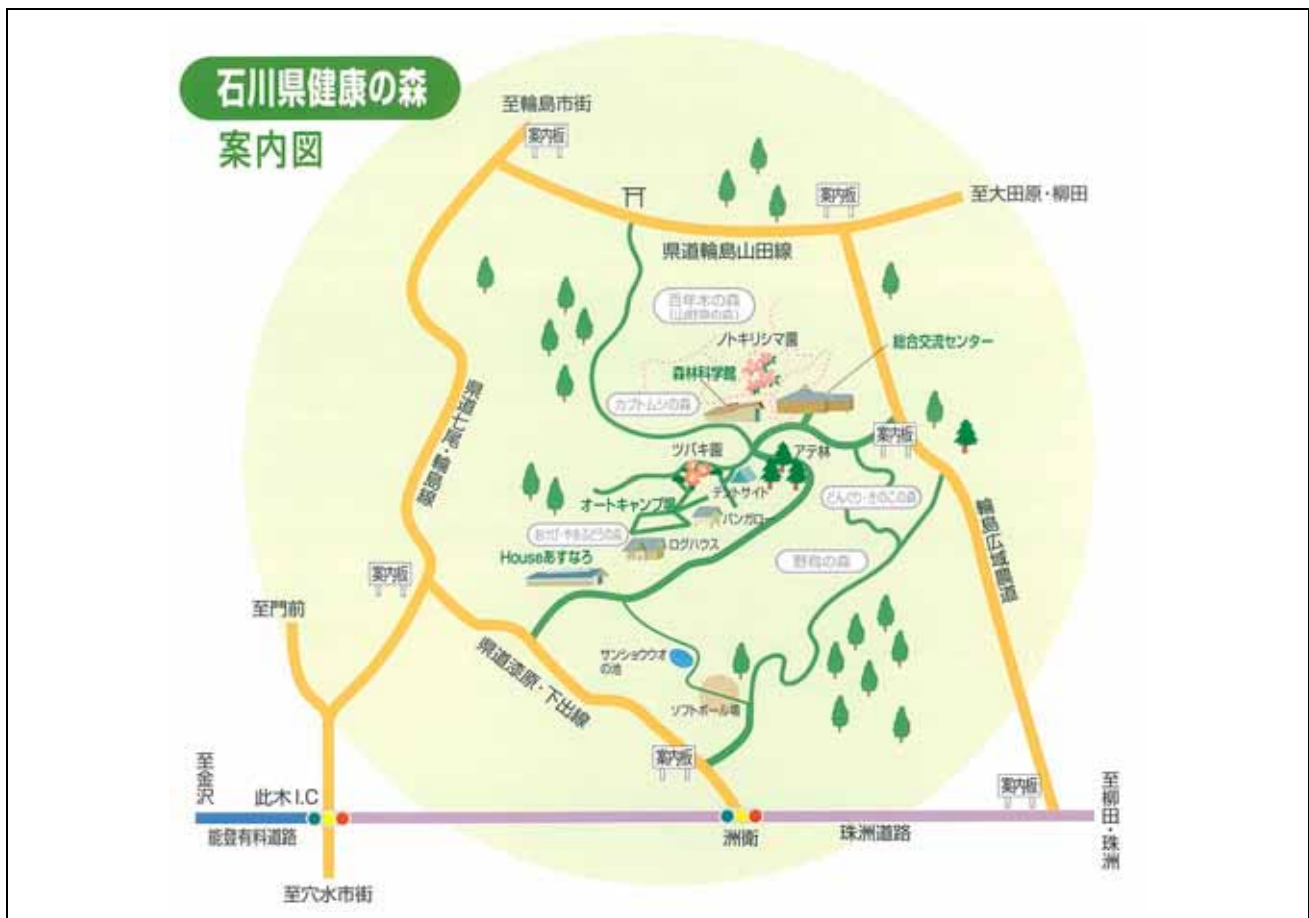 石川県健康の森
案内図
至輪島市街
案内板
案内板
至大田原・柳田
県道輪島山田線
百年木の森
ノトキリシマ園
総合交流センター
森林科学館
カブトムシの森
県道七尾・輪島線
ツバキ園
アテ林
案内板
テントサイト
オートキャンプ場
バンガロー
どんぐり・きのこの森
ログハウス
Houseあすなろ
野鳥の森
輪島広域農道
案内板
至門前
県道漆原・下出線
サンショウウオ
の池
ソフトボール場
案内板
案内板
至金沢
此木I.C
能登有料道路
洲衛
珠洲道路
至柳田・珠洲
至穴水市街